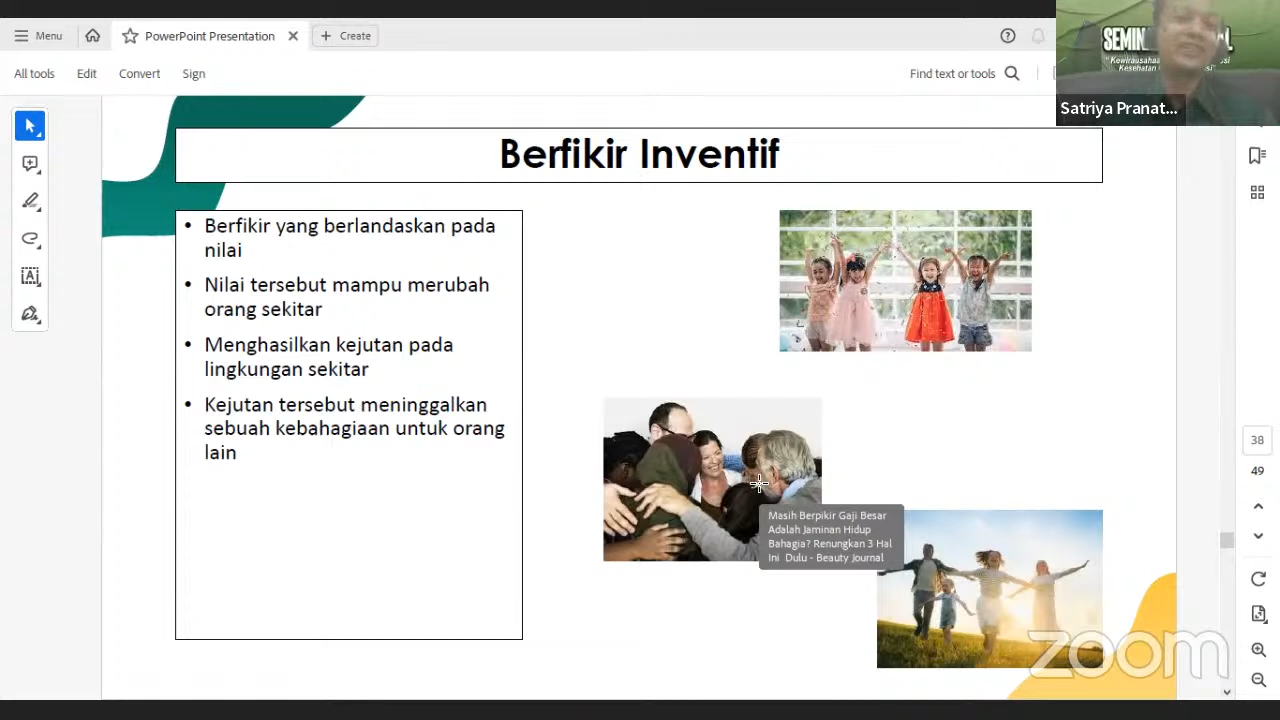 Menu
PowerPoint Presentation
Create
All tools
Edit
Convert
Sign
Find text or tools
"Kewirausahaa
Kesehatan
Satriya Pranat...
Berfikir Inventif
• Berfikir yang berlandaskan pada
nilai
• Nilai tersebut mampu merubah
orang sekitar
• Menghasilkan kejutan pada
lingkungan sekitar
• Kejutan tersebut meninggalkan
sebuah kebahagiaan untuk orang
lain
Masih Berpikir Gaji Besar
Adalah Jaminan Hidup
Bahagia? Renungkan 3 Hal
Ini Dulu - Beauty Journal
38
49
zoom